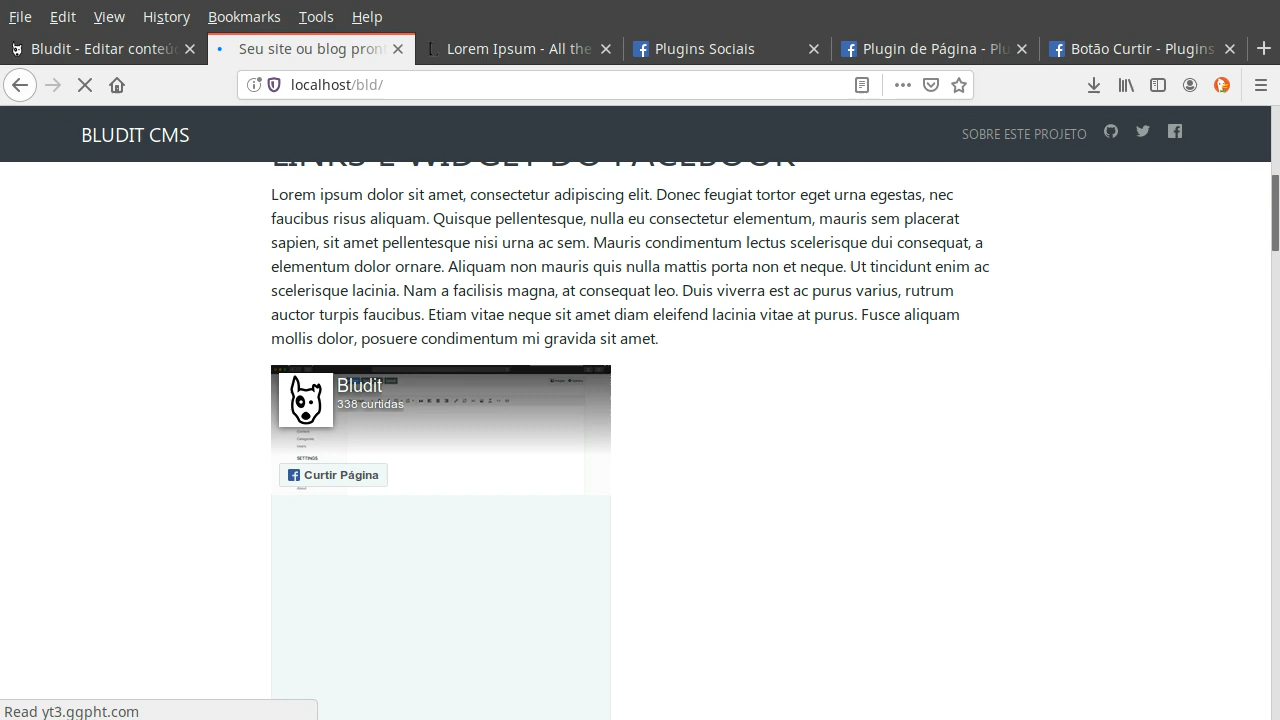 File Edit View History Bookmarks Tools Help
Bludit - Editar conteúd
Seu site ou blog pront
Lorem Ipsum - All the
Plugins Sociais
Plugin de Página - Plu
Botão Curtir - Plugins
localhost/bld/
BLUDIT CMS
SOBRE ESTE PROJETO
LINKS E WIDGET DO FACEBOOK
Lorem ipsum dolor sit amet, consectetur adipiscing elit. Donec feugiat tortor eget urna egestas, nec
faucibus risus aliquam. Quisque pellentesque, nulla eu consectetur elementum, mauris sem placerat
sapien, sit amet pellentesque nisi urna ac sem. Mauris condimentum lectus scelerisque dui consequat, a
elementum dolor ornare. Aliquam non mauris quis nulla mattis porta non et neque. Ut tincidunt enim ac
scelerisque lacinia. Nam a facilisis magna, at consequat leo. Duis viverra est ac purus varius, rutrum
auctor turpis faucibus. Etiam vitae neque sit amet diam eleifend lacinia vitae at purus. Fusce aliquam
mollis dolor, posuere condimentum mi gravida sit amet.
Bludit
338 curtidas
SETTINGS
Curtir Página
Read yt3.ggpht.com